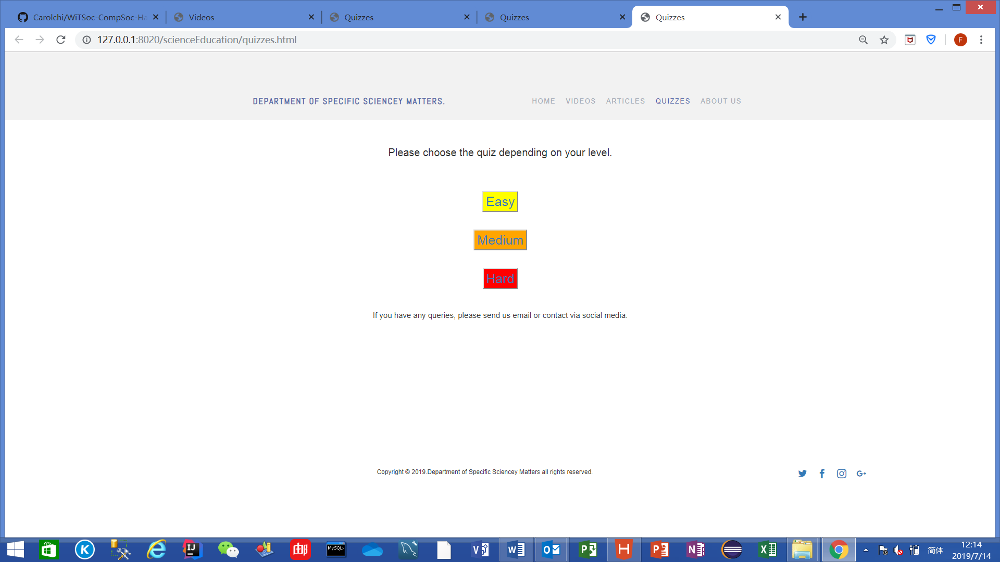 Carolchi/WiTSoc-CompSoc-Ha
Videos
Quizzes
Quizzes
Quizzes
127.0.0.1:8020/scienceEducation/quizzes.html
F
DEPARTMENT OF SPECIFIC SCIENCEY MATTERS.
HOME VIDEOS ARTICLES QUIZZES ABOUT US
Please choose the quiz depending on your level.
Easy
Medium
Hard
If you have any queries, please send us email or contact via social media.
Copyright © 2019.Department of Specific Sciencey Matters all rights reserved.
G+
K
IJ
邮
MySQL
简体
12:14
2019/7/14